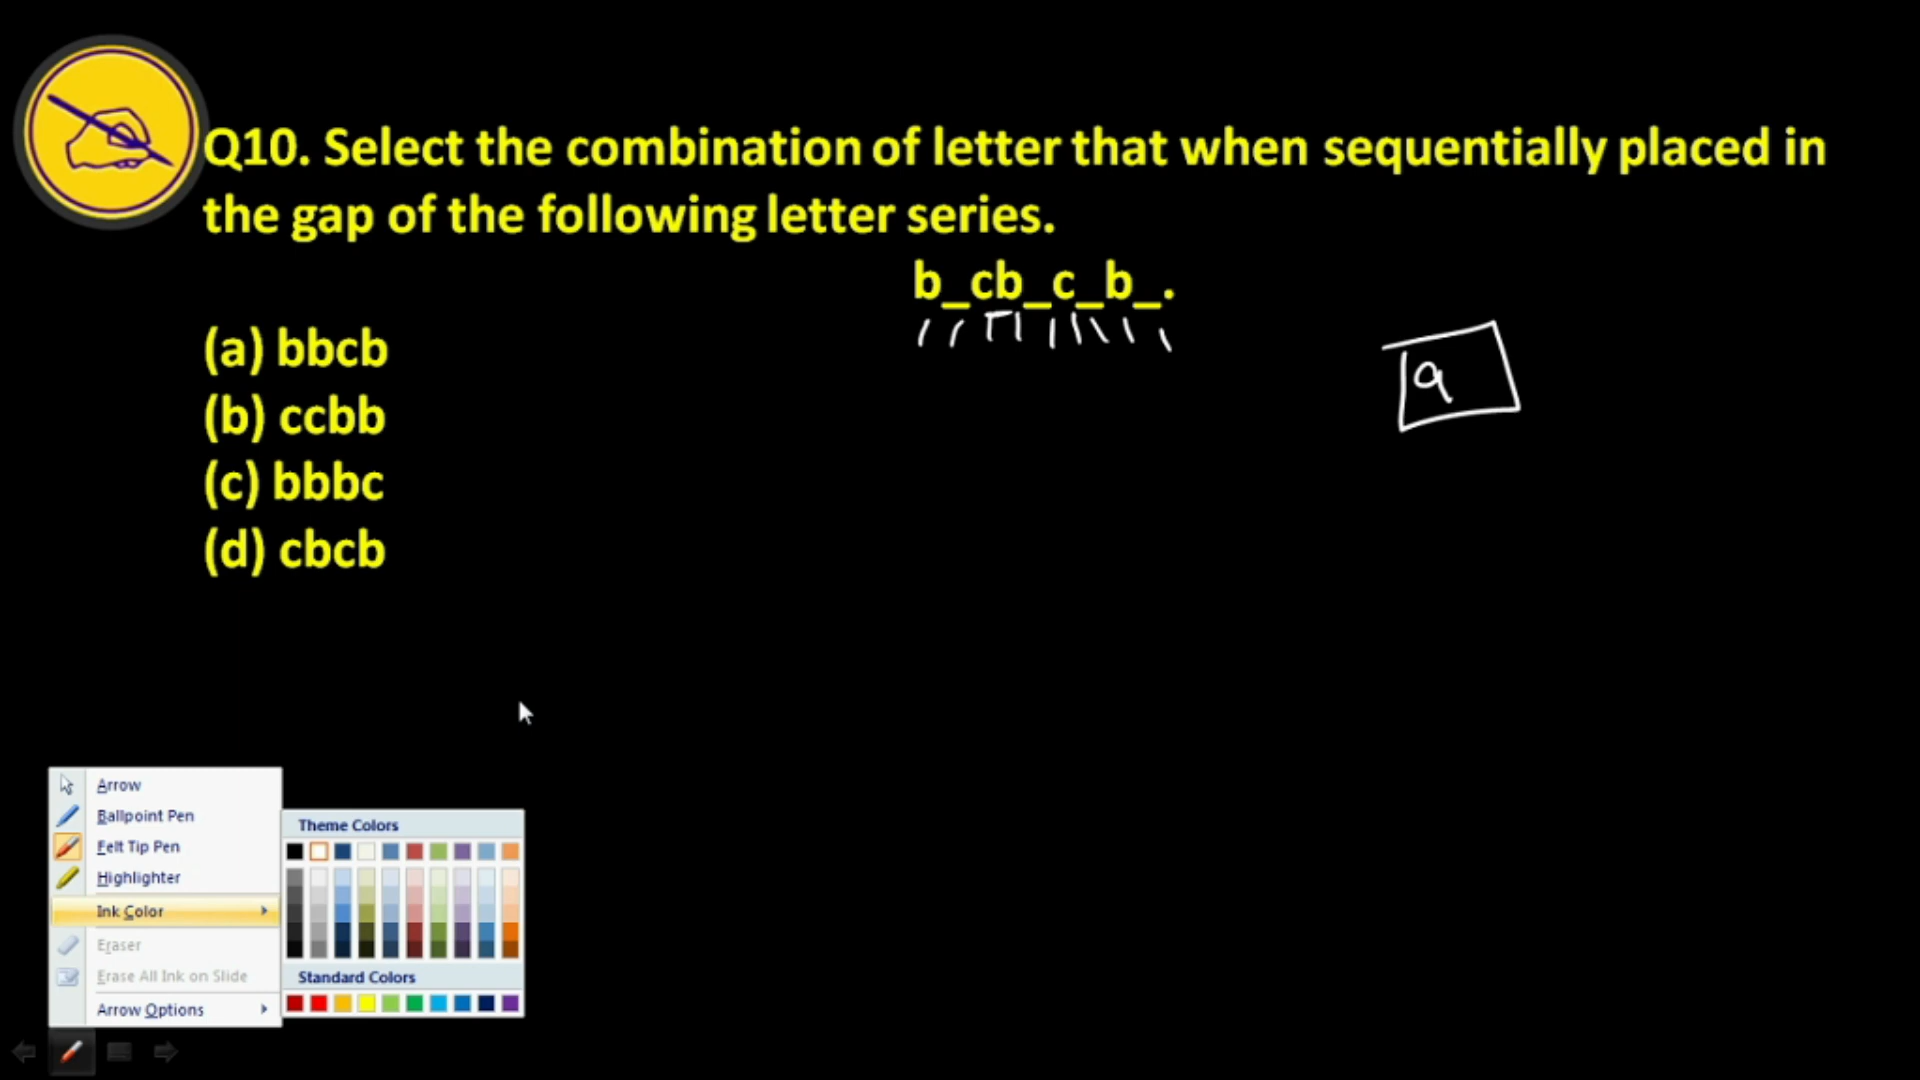 Q10. Select the combination of letter that when sequentially placed in
the gap of the following letter series.
b_cb_c_b_.
(a) bbcb
(b) ccbb
(c) bbbc
(d) cbcb
9
Arrow
Ballpoint Pen
Felt Tip Pen
Highlighter
Ink Color
Eraser
Erase All Ink on Slide
Arrow Options
Theme Colors
Standard Colors